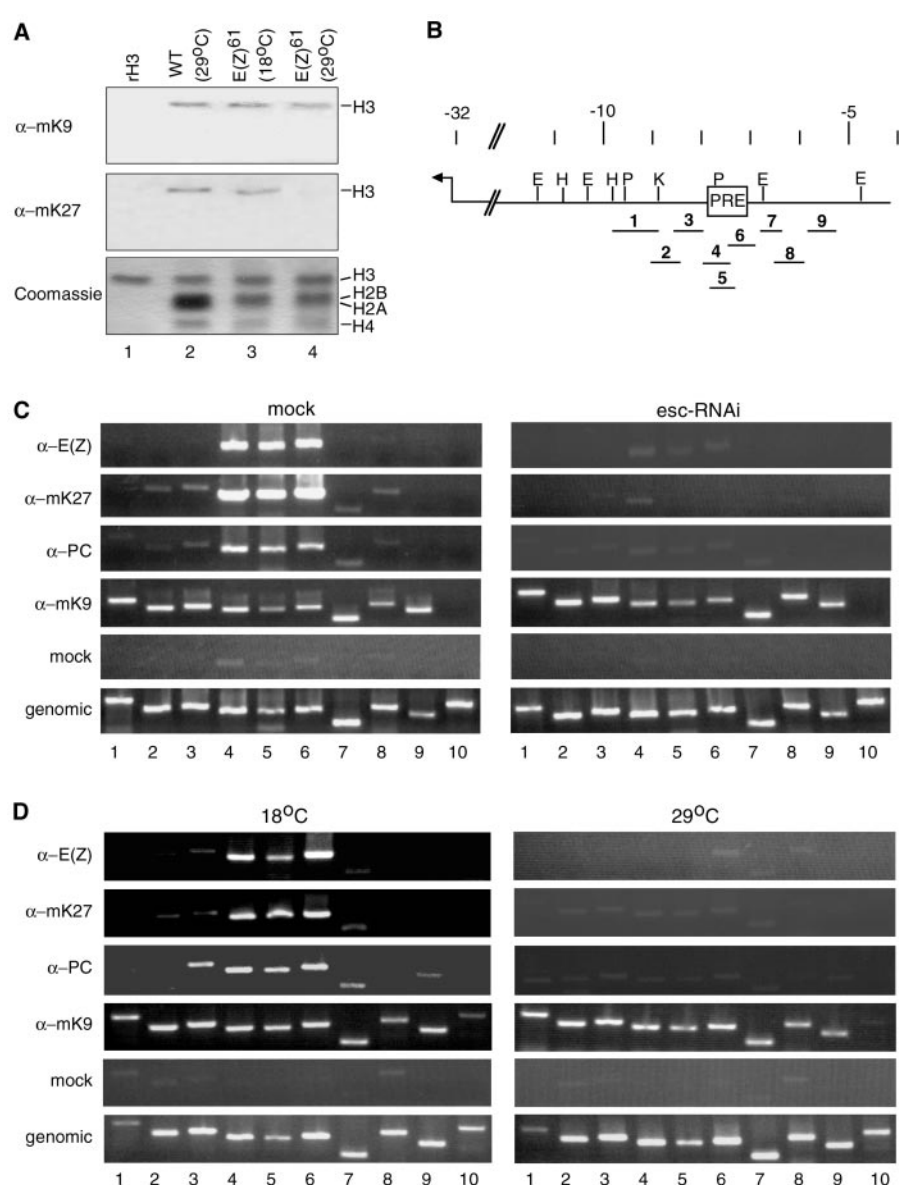 A
rH3
WT (29°C)
E(Z)61 (18°C)
E(Z)61 (29°C)
α–mK9
H3
α–mK27
H3
Coomassie
H3
H2B
H2A
H4
1 2 3 4
B
-32 -10 -5
E H E H P K P E E
PRE
1 3 6 7 9
2 4 8
5
C
mock esc-RNAi
α–E(Z)
α–mK27
α–PC
α–mK9
mock
genomic
1 2 3 4 5 6 7 8 9 10 1 2 3 4 5 6 7 8 9 10
D
18°C 29°C
α–E(Z)
α–mK27
α–PC
α–mK9
mock
genomic
1 2 3 4 5 6 7 8 9 10 1 2 3 4 5 6 7 8 9 10